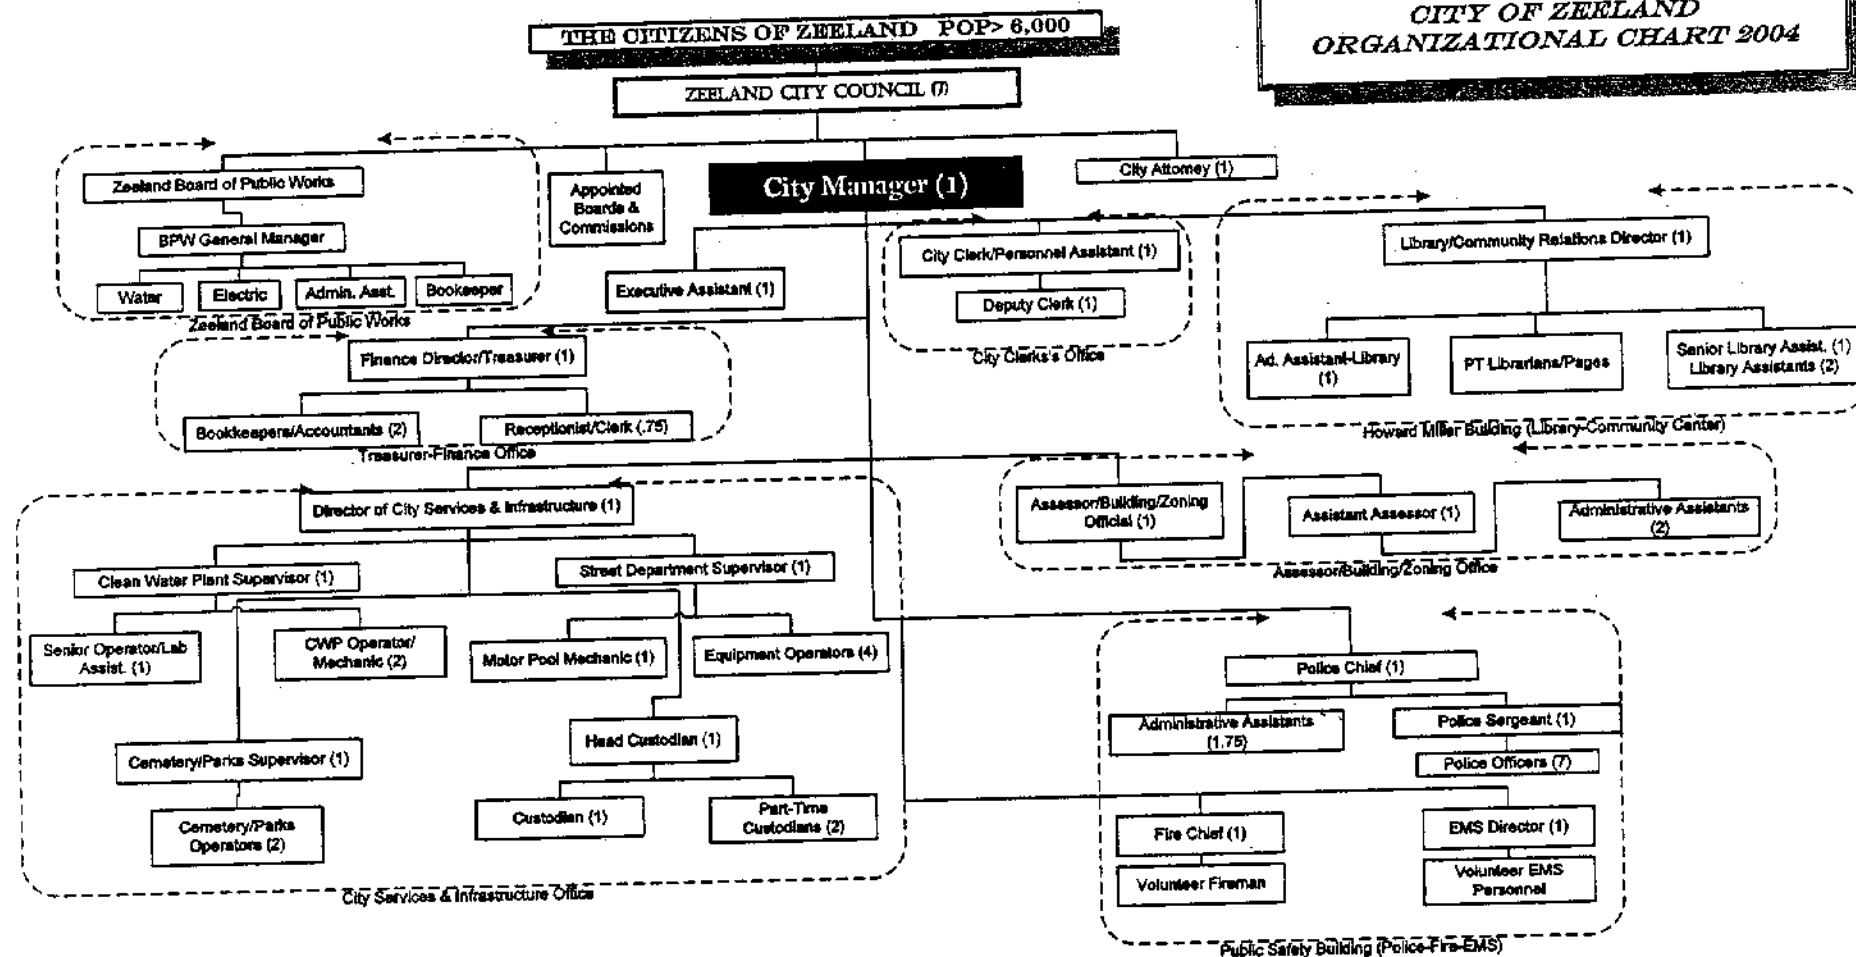 THE CITIZENS OF ZEELAND POP> 6,000
CITY OF ZEELAND
ORGANIZATIONAL CHART 2004
ZEELAND CITY COUNCIL (7)
Zeeland Board of Public Works
Appointed
Boards &
Commissions
City Manager (1)
City Attorney (1)
BPW General Manager
Water
Electric
Admin. Asst.
Bookeeper
Zeeland Board of Public Works
Executive Assistant (1)
City Clerk/Personnel Assistant (1)
Deputy Clerk (1)
City Clerks's Office
Library/Community Relations Director (1)
Ad. Assistant-Library
(1)
PT Librarians/Pages
Senior Library Assist. (1)
Library Assistants (2)
Howard Miller Building (Library-Community Center)
Finance Director/Treasurer (1)
Bookkeepers/Accountants (2)
Receptionist/Clerk (.75)
Treasurer-Finance Office
Director of City Services & Infrastructure (1)
Assessor/Building/Zoning
Official (1)
Assistant Assessor (1)
Administrative Assistants
(2)
Assessor/Building/Zoning Office
Clean Water Plant Supervisor (1)
Street Department Supervisor (1)
Senior Operator/Lab
Assist. (1)
CWP Operator/
Mechanic (2)
Motor Pool Mechanic (1)
Equipment Operators (4)
Cemetery/Parks Supervisor (1)
Head Custodian (1)
Cemetery/Parks
Operators (2)
Custodian (1)
Part-Time
Custodians (2)
City Services & Infrastructure Office
Police Chief (1)
Administrative Assistants
(1.75)
Police Sergeant (1)
Police Officers (7)
Fire Chief (1)
EMS Director (1)
Volunteer Fireman
Volunteer EMS
Personnel
Public Safety Building (Police-Fire-EMS)